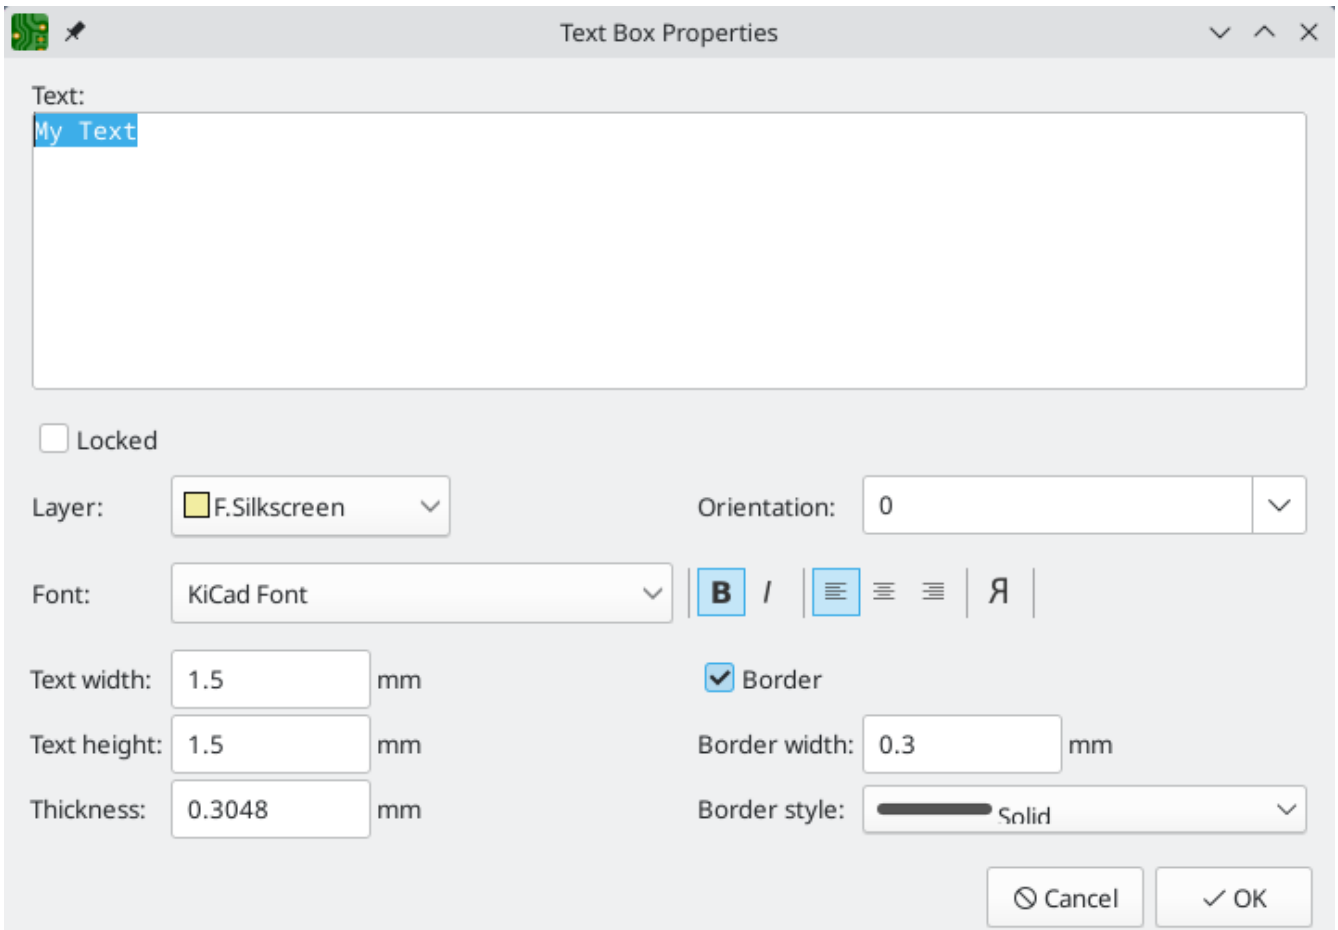 Text Box Properties
Text:
My Text
Locked
Layer: F.Silkscreen Orientation: 0
Font: KiCad Font B I Я
Text width: 1.5 mm Border
Text height: 1.5 mm Border width: 0.3 mm
Thickness: 0.3048 mm Border style: Solid
Cancel OK